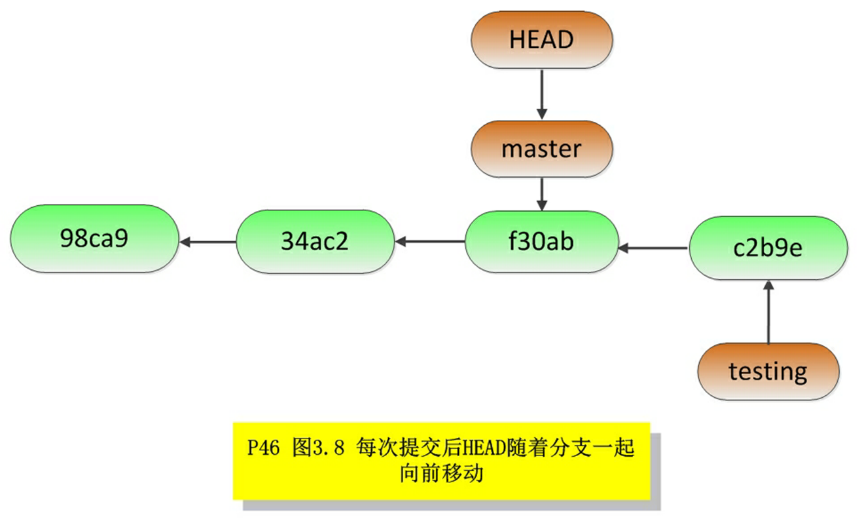 HEAD
master
98ca9
34ac2
f30ab
c2b9e
testing
P46 图3.8 每次提交后HEAD随着分支一起
向前移动